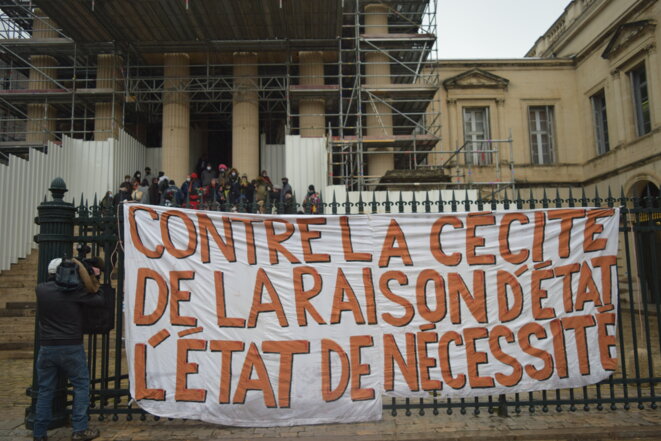 CONTRE LA CÉCITÉ
DE LA RAISON D'ÉTAT
L'ÉTAT DE NÉCESSITÉ